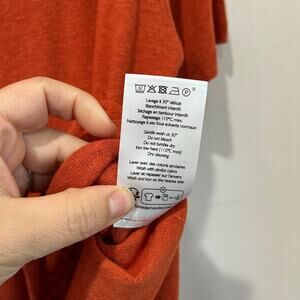 Lavage à 30° délicat
Blanchiment interdit
Séchage en tambour interdit
Repassage 110°C max.
Nettoyage à sec tous solvants normaux
Gentle wash at 30°
Do not bleach
Do not tumble dry
Iron low heat (110°C max)
Dry cleaning
Laver avec des coloris similaires
Wash with similar colors
Laver et repasser sur l'envers
Wash and iron on the reverse side